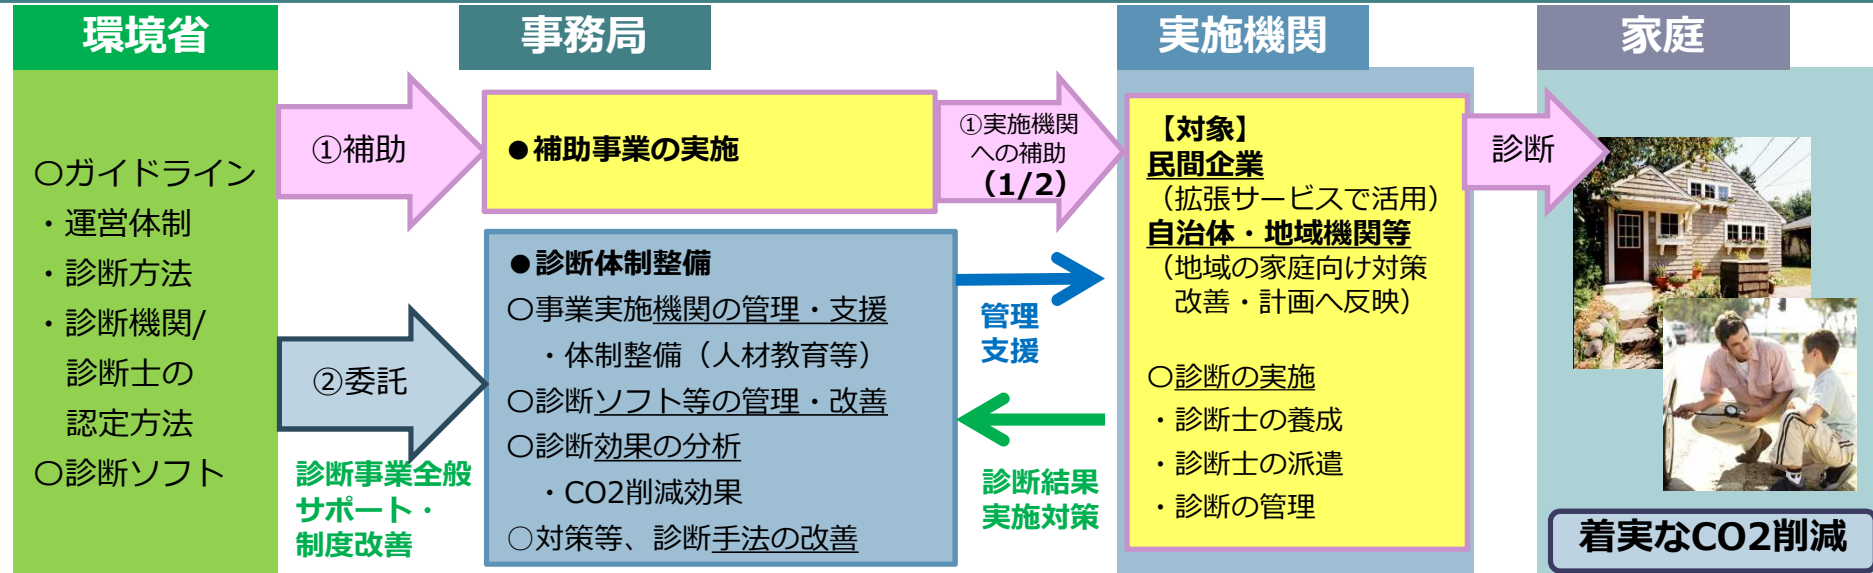 環境省
〇ガイドライン
・運営体制
・診断方法
・診断機関/
診断士の
認定方法
〇診断ソフト
①補助
②委託
診断事業全般
サポート・
制度改善
事務局
●補助事業の実施
●診断体制整備
〇事業実施機関の管理・支援
・体制整備（人材教育等）
〇診断ソフト等の管理・改善
〇診断効果の分析
・CO2削減効果
○対策等、診断手法の改善
①実施機関
への補助
（1/2）
管理
支援
診断結果
実施対策
実施機関
【対象】
民間企業
（拡張サービスで活用）
自治体・地域機関等
（地域の家庭向け対策
改善・計画へ反映）
〇診断の実施
・診断士の養成
・診断士の派遣
・診断の管理
診断
家庭
着実なCO2削減